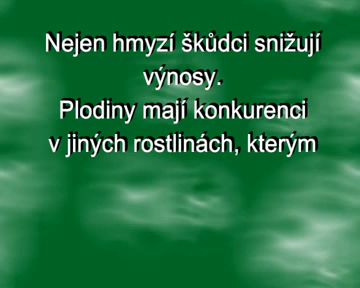 Nejen hmyzí škůdci snižují
výnosy.
Plodiny mají konkurenci
v jiných rostlinách, kterým